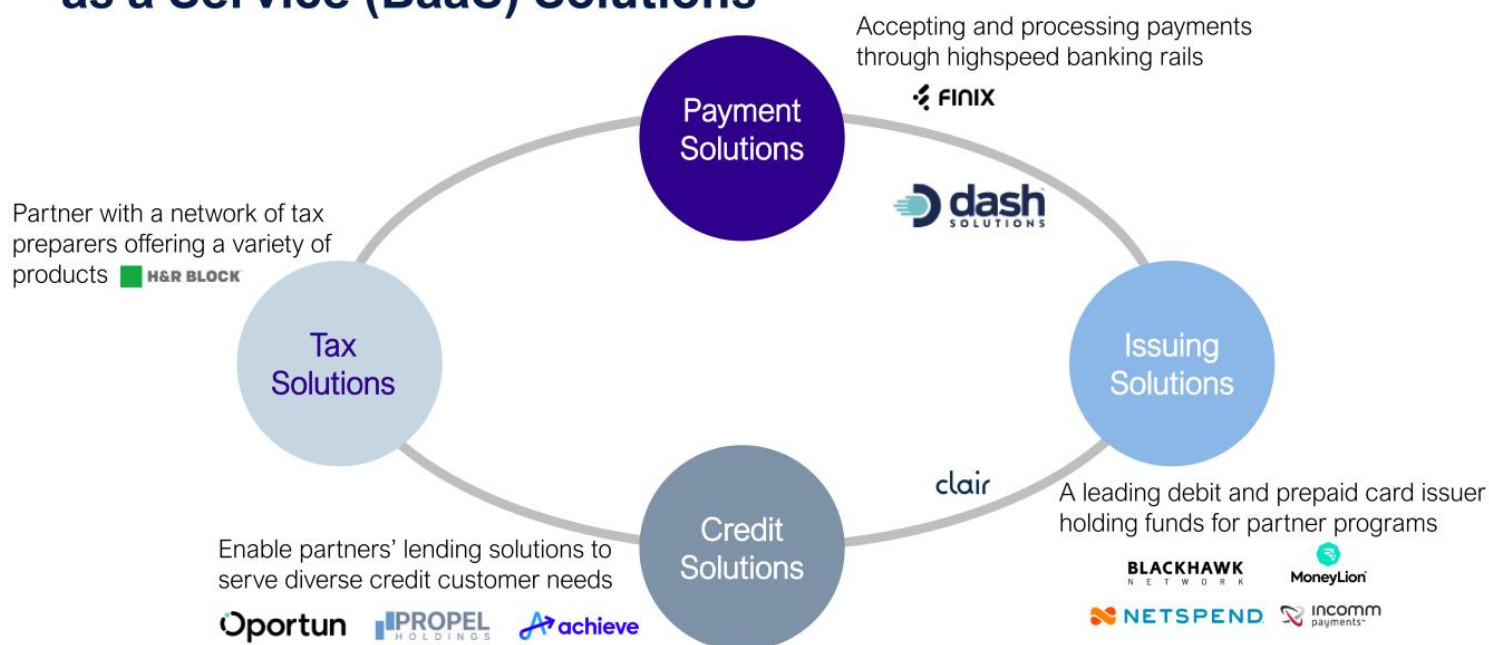 as a Service (BaaS) Solutions
Accepting and processing payments
through highspeed banking rails
FINIX
Payment
Solutions
dash
SOLUTIONS
Partner with a network of tax
preparers offering a variety of
products H&R BLOCK
Tax
Solutions
Issuing
Solutions
clair
A leading debit and prepaid card issuer
holding funds for partner programs
BLACKHAWK
NETWORK
MoneyLion
NETSPEND
incomm
payments
Credit
Solutions
Enable partners’ lending solutions to
serve diverse credit customer needs
Oportun
PROPEL
HOLDINGS
achieve